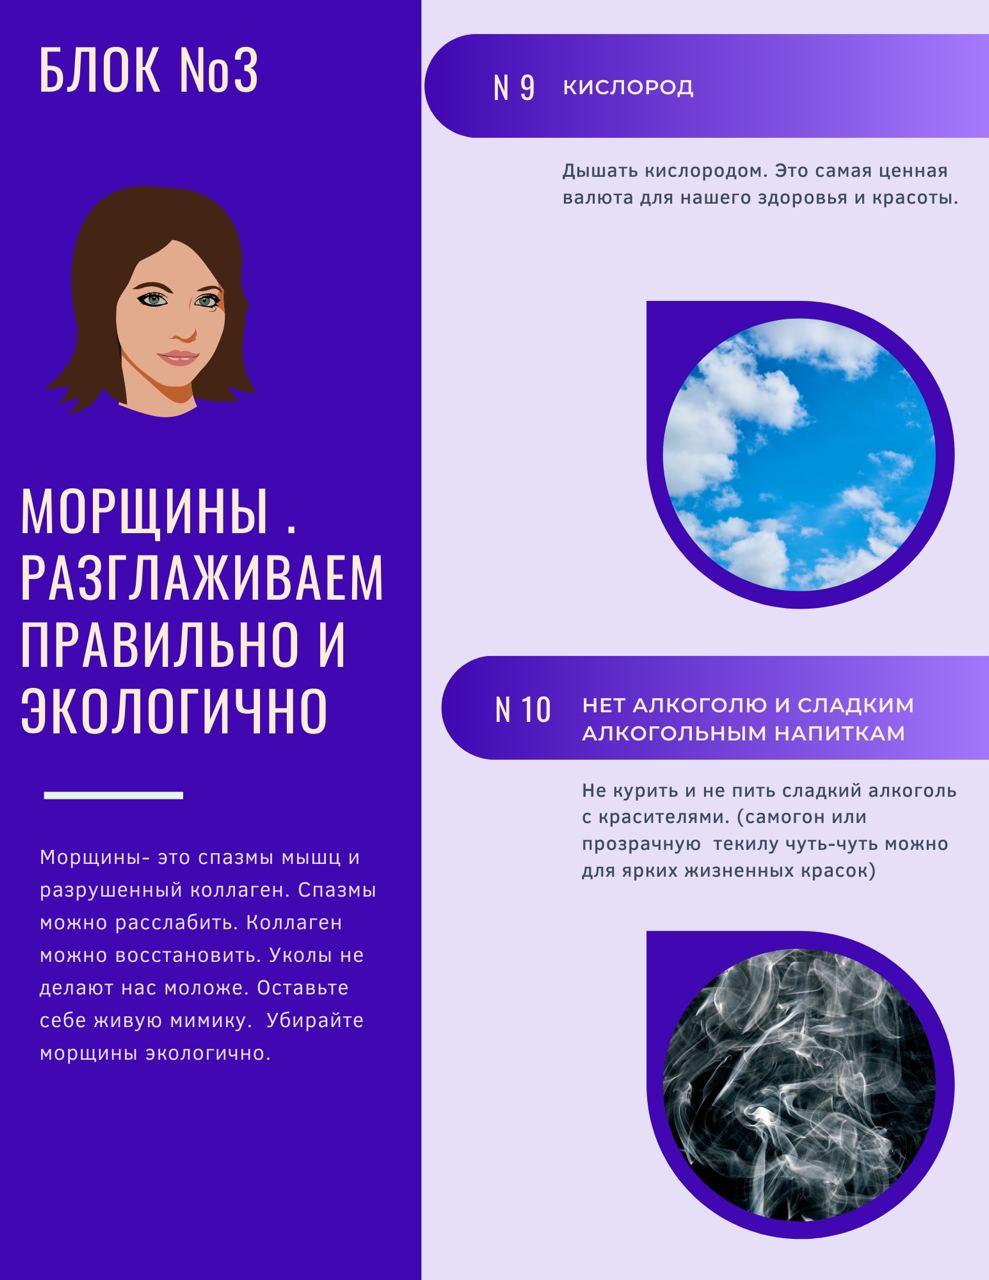 БЛОК №3
МОРЩИНЫ .
РАЗГЛАЖИВАЕМ
ПРАВИЛЬНО И
ЭКОЛОГИЧНО
Морщины- это спазмы мышц и
разрушенный коллаген. Спазмы
можно расслабить. Коллаген
можно восстановить. Уколы не
делают нас моложе. Оставьте
себе живую мимику.  Убирайте
морщины экологично.
N 9 КИСЛОРОД
Дышать кислородом. Это самая ценная
валюта для нашего здоровья и красоты.
N 10 НЕТ АЛКОГОЛЮ И СЛАДКИМ
АЛКОГОЛЬНЫМ НАПИТКАМ
Не курить и не пить сладкий алкоголь
с красителями. (самогон или
прозрачную  текилу чуть-чуть можно
для ярких жизненных красок)